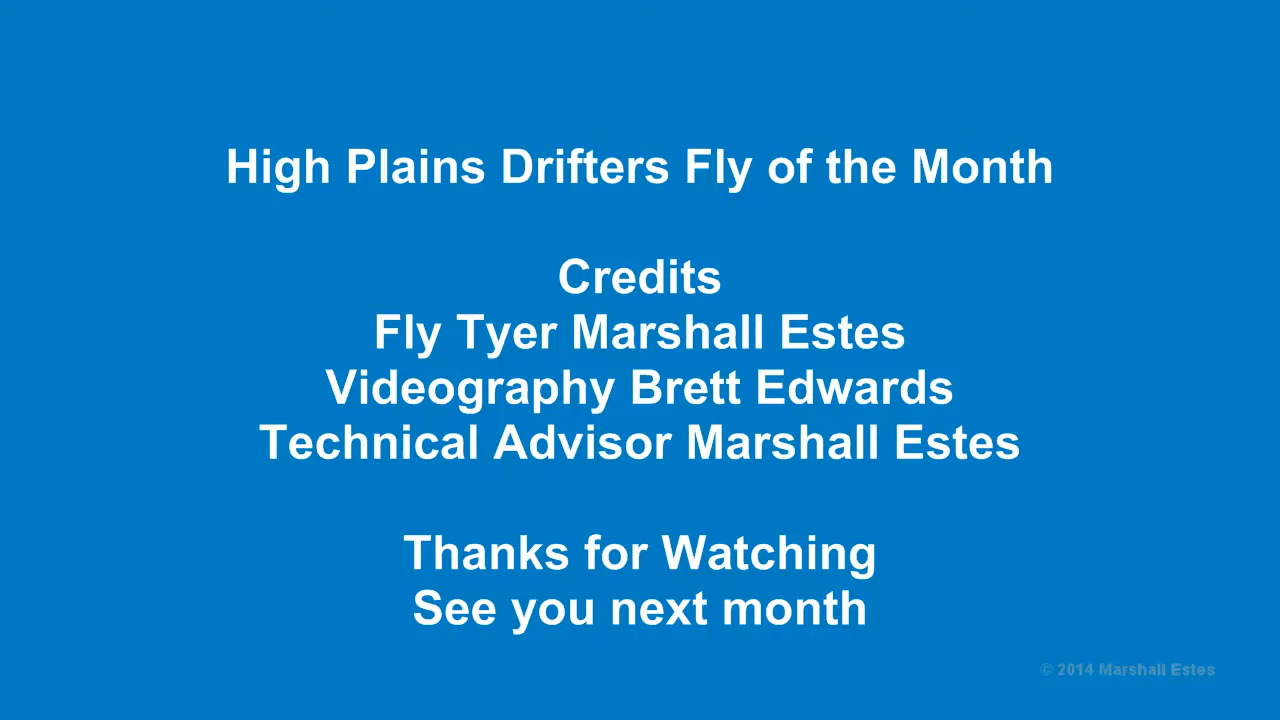 High Plains Drifters Fly of the Month
Credits
Fly Tyer Marshall Estes
Videography Brett Edwards
Technical Advisor Marshall Estes
Thanks for Watching
See you next month
© 2014 Marshall Estes